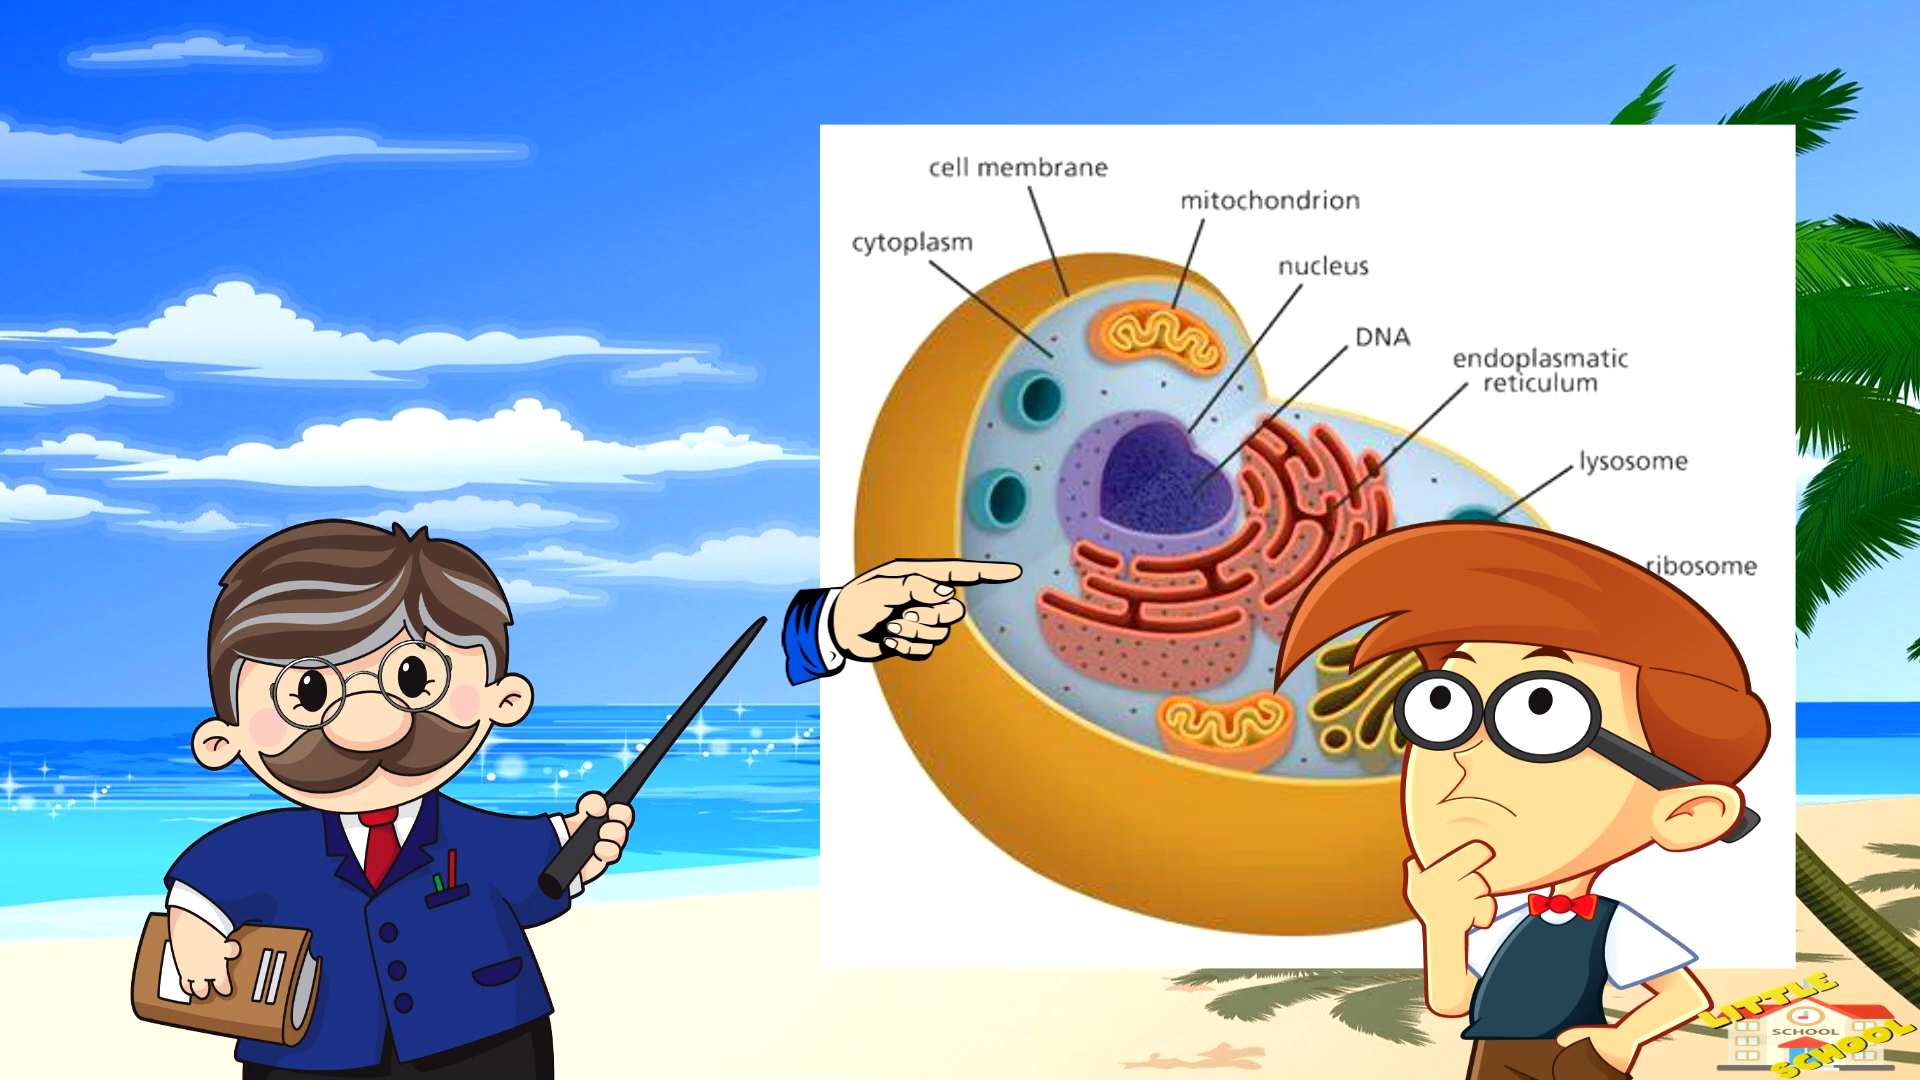 cell membrane
mitochondrion
cytoplasm
nucleus
DNA
endoplasmatic
reticulum
lysosome
ribosome
LITTLE
SCHOOL
SCHOOL